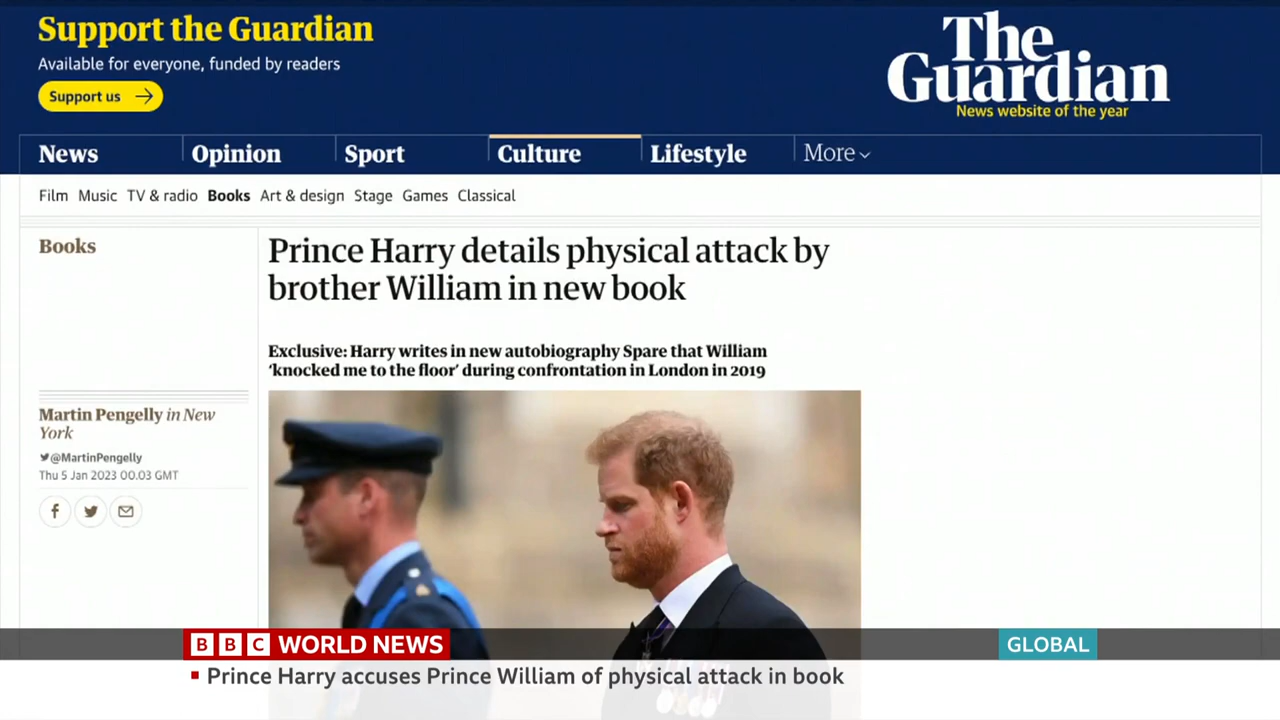 Support the Guardian
Available for everyone, funded by readers
Support us
The
Guardian
News website of the year
News Opinion Sport Culture Lifestyle More
Film Music TV & radio Books Art & design Stage Games Classical
Books
Prince Harry details physical attack by
brother William in new book
Exclusive: Harry writes in new autobiography Spare that William
‘knocked me to the floor’ during confrontation in London in 2019
Martin Pengelly in New
York
@MartinPengelly
Thu 5 Jan 2023 00.03 GMT
BBC WORLD NEWS
GLOBAL
Prince Harry accuses Prince William of physical attack in book